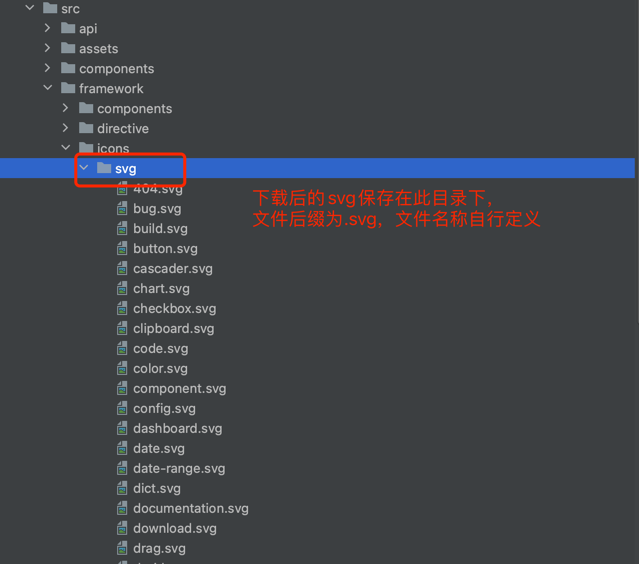 src
api
assets
components
framework
components
directive
icons
svg
404.svg
下载后的svg保存在此目录下，
bug.svg
文件后缀为.svg，文件名称自行定义
build.svg
button.svg
cascader.svg
chart.svg
checkbox.svg
clipboard.svg
code.svg
color.svg
component.svg
config.svg
dashboard.svg
date.svg
date-range.svg
dict.svg
documentation.svg
download.svg
drag.svg